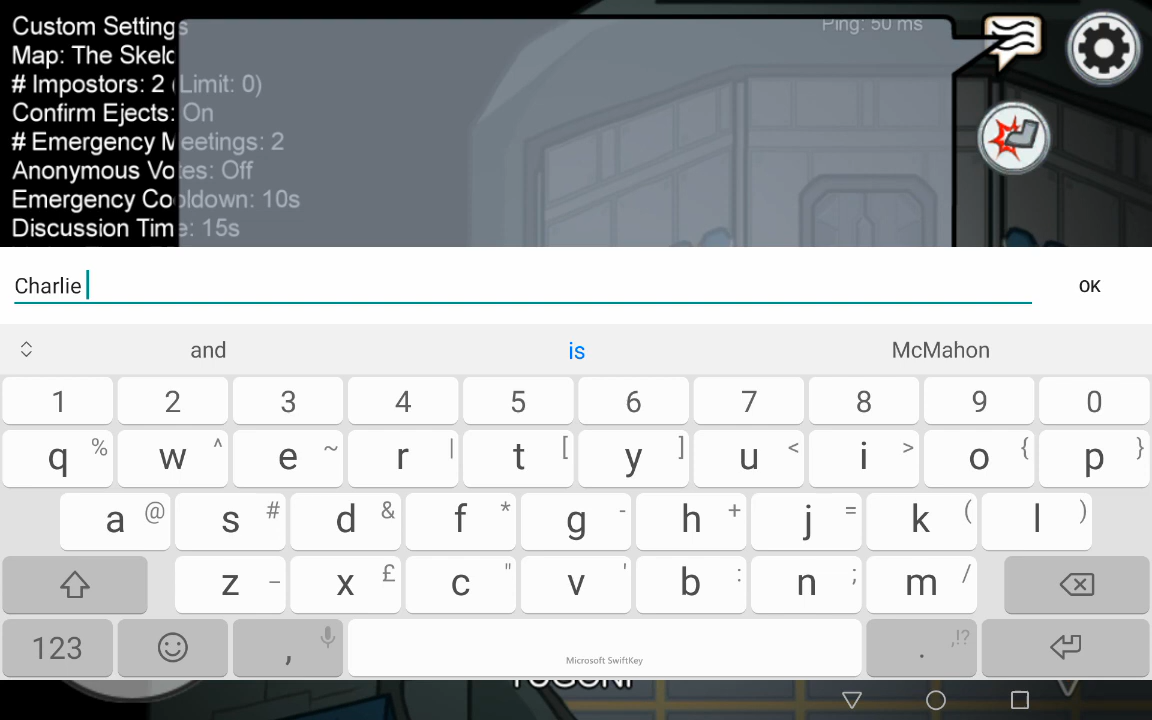 Custom Settings
Ping: 50 ms
Map: The Skeld
# Impostors: 2 (Limit: 0)
Confirm Ejects: On
# Emergency Meetings: 2
Anonymous Votes: Off
Emergency Cooldown: 10s
Discussion Time: 15s
Charlie
OK
and is McMahon
1 2 3 4 5 6 7 8 9 0
q % w ^ e ~ r | t [ y ] u < i > o { p }
a @ s # d & f * g - h + j = k ( l )
z _ x £ c " v ' b : n ; m /
123 , . ,!?
Microsoft SwiftKey